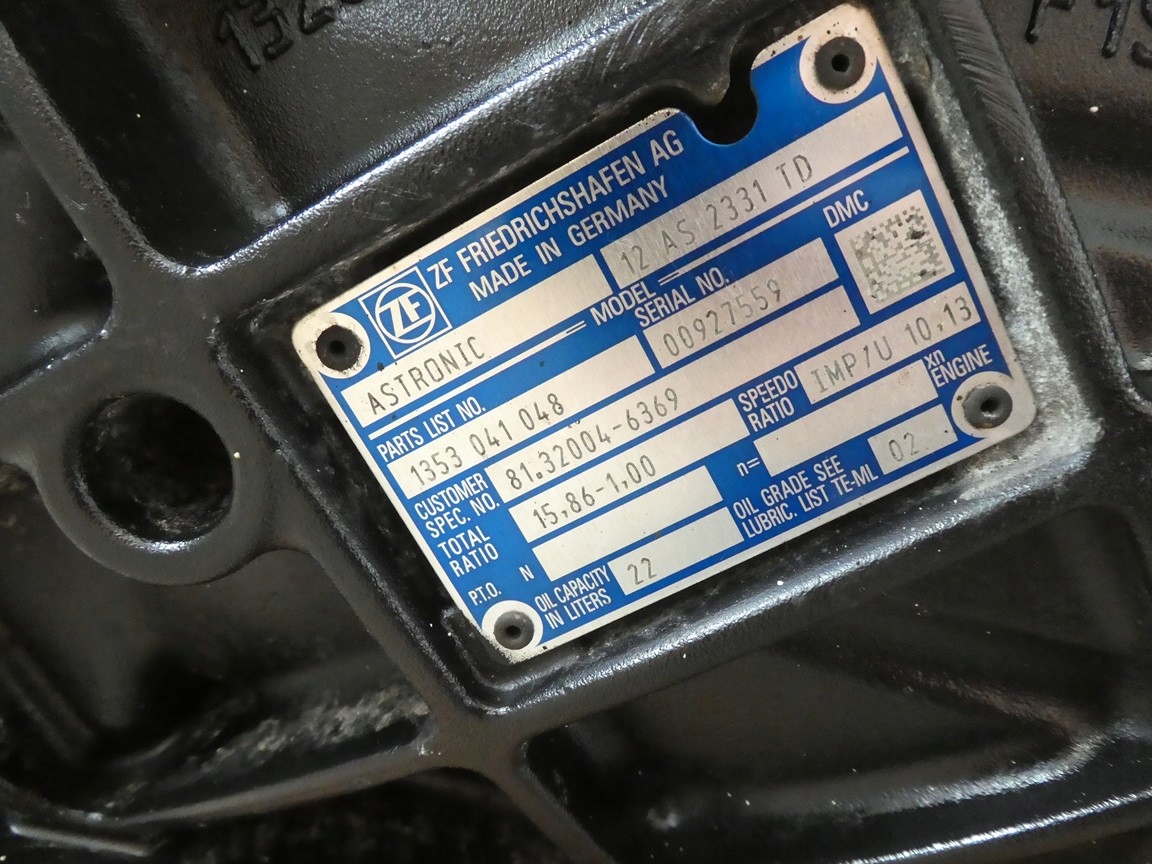 ZF
ZF FRIEDRICHSHAFEN AG
MADE IN GERMANY
ASTRONIC
MODEL
12 AS 2331 TD
PARTS LIST NO.
1353 041 048
SERIAL NO.
00927559
DMC
CUSTOMER
SPEC. NO.
81.32004-6369
TOTAL
RATIO
15,86-1,00
SPEEDO
RATIO
IMP/U 10,13
P.T.O.
N
n=
xn
ENGINE
OIL CAPACITY
IN LITERS
22
OIL GRADE SEE
LUBRIC. LIST TE-ML
02.